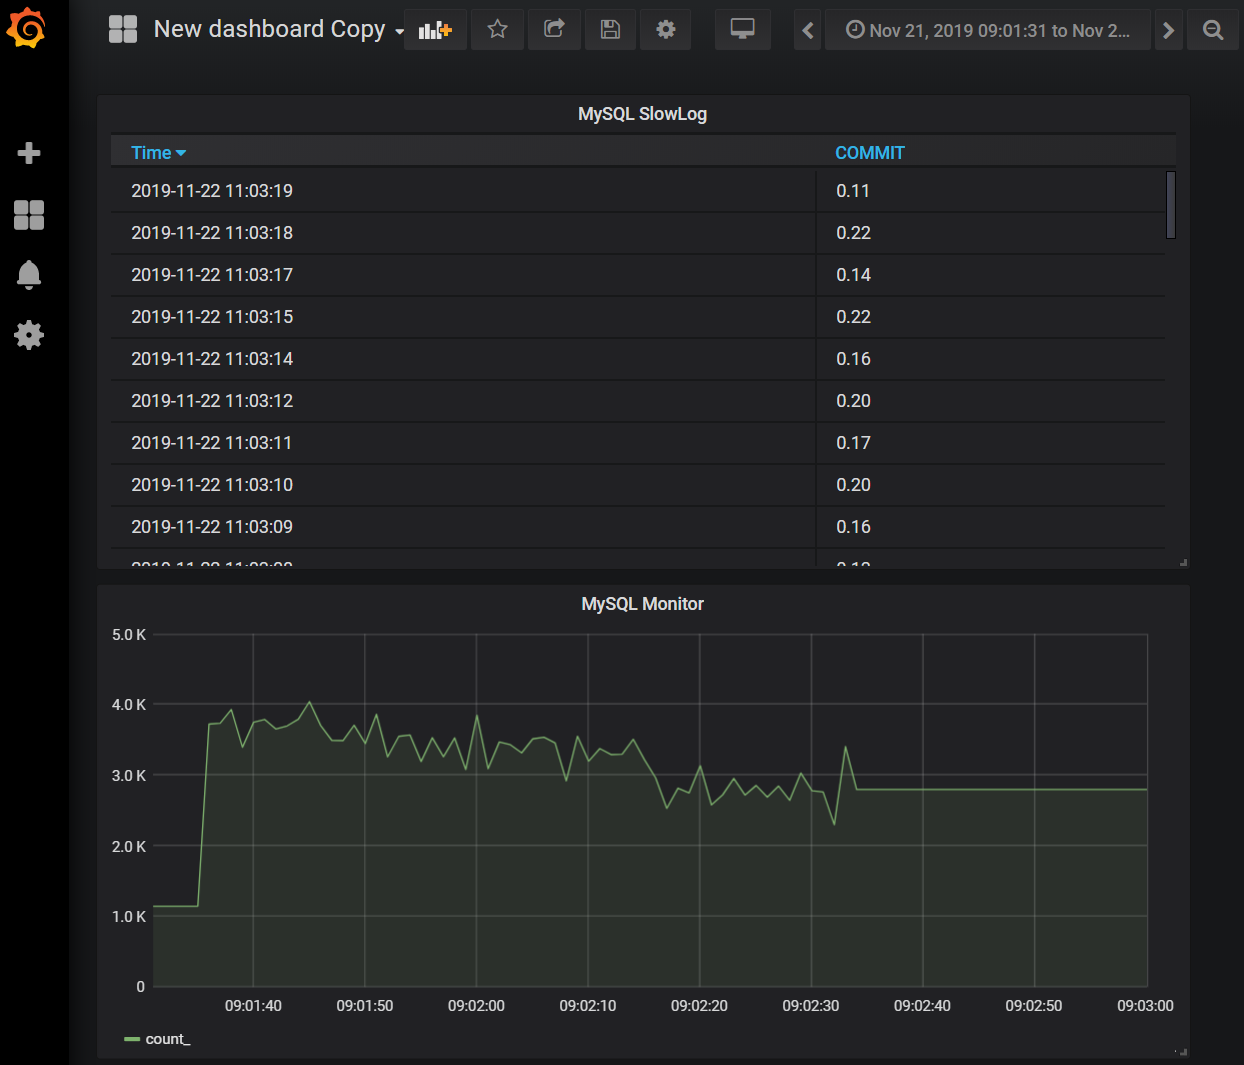 New dashboard Copy
Nov 21, 2019 09:01:31 to Nov 2...
MySQL SlowLog
Time COMMIT
2019-11-22 11:03:19 0.11
2019-11-22 11:03:18 0.22
2019-11-22 11:03:17 0.14
2019-11-22 11:03:15 0.22
2019-11-22 11:03:14 0.16
2019-11-22 11:03:12 0.20
2019-11-22 11:03:11 0.17
2019-11-22 11:03:10 0.20
2019-11-22 11:03:09 0.16
MySQL Monitor
5.0 K
4.0 K
3.0 K
2.0 K
1.0 K
0
09:01:40 09:01:50 09:02:00 09:02:10 09:02:20 09:02:30 09:02:40 09:02:50 09:03:00
count_